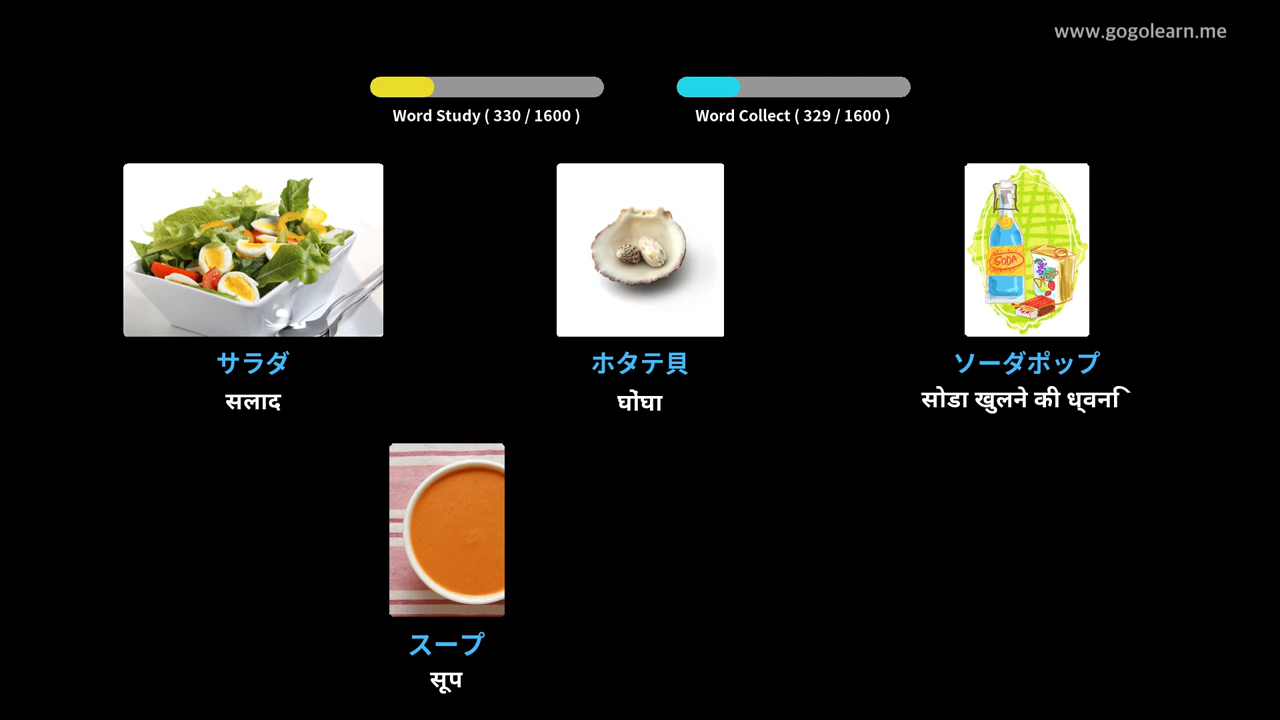 www.gogolearn.me
Word Study ( 330 / 1600 )
Word Collect ( 329 / 1600 )
SODA
サラダ
ホタテ貝
ソーダポップ
सलाद
घोंघा
सोडा खुलने की ध्वनि
スープ
सूप